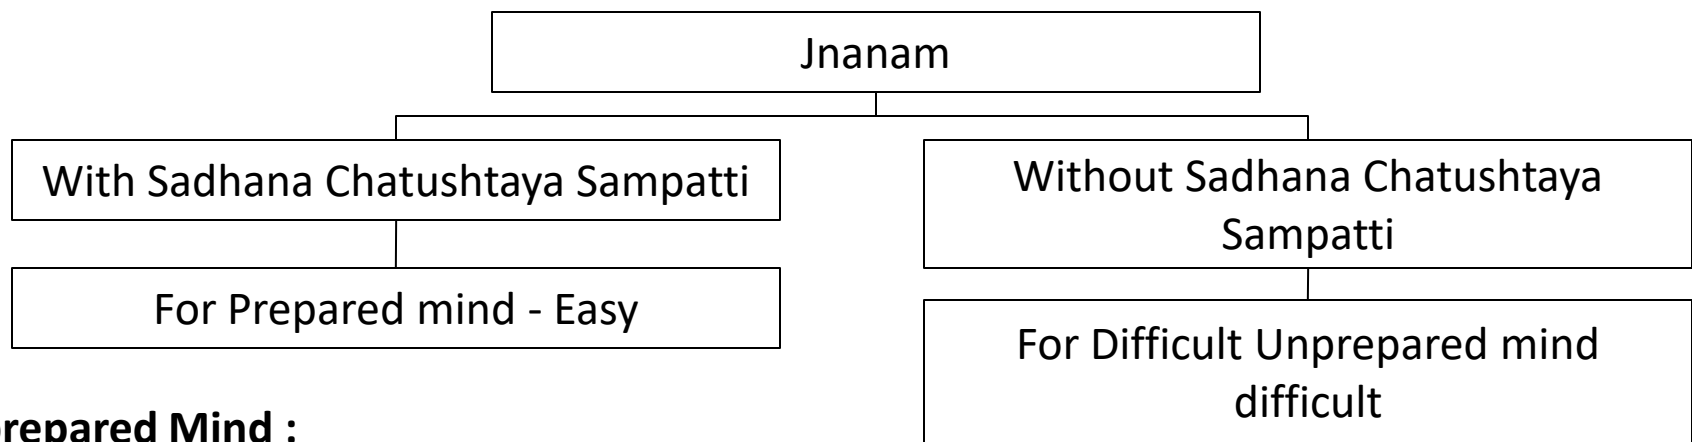 Jnanam
With Sadhana Chatushtaya Sampatti
Without Sadhana Chatushtaya
Sampatti
For Prepared mind - Easy
For Difficult Unprepared mind
difficult
prepared Mind :